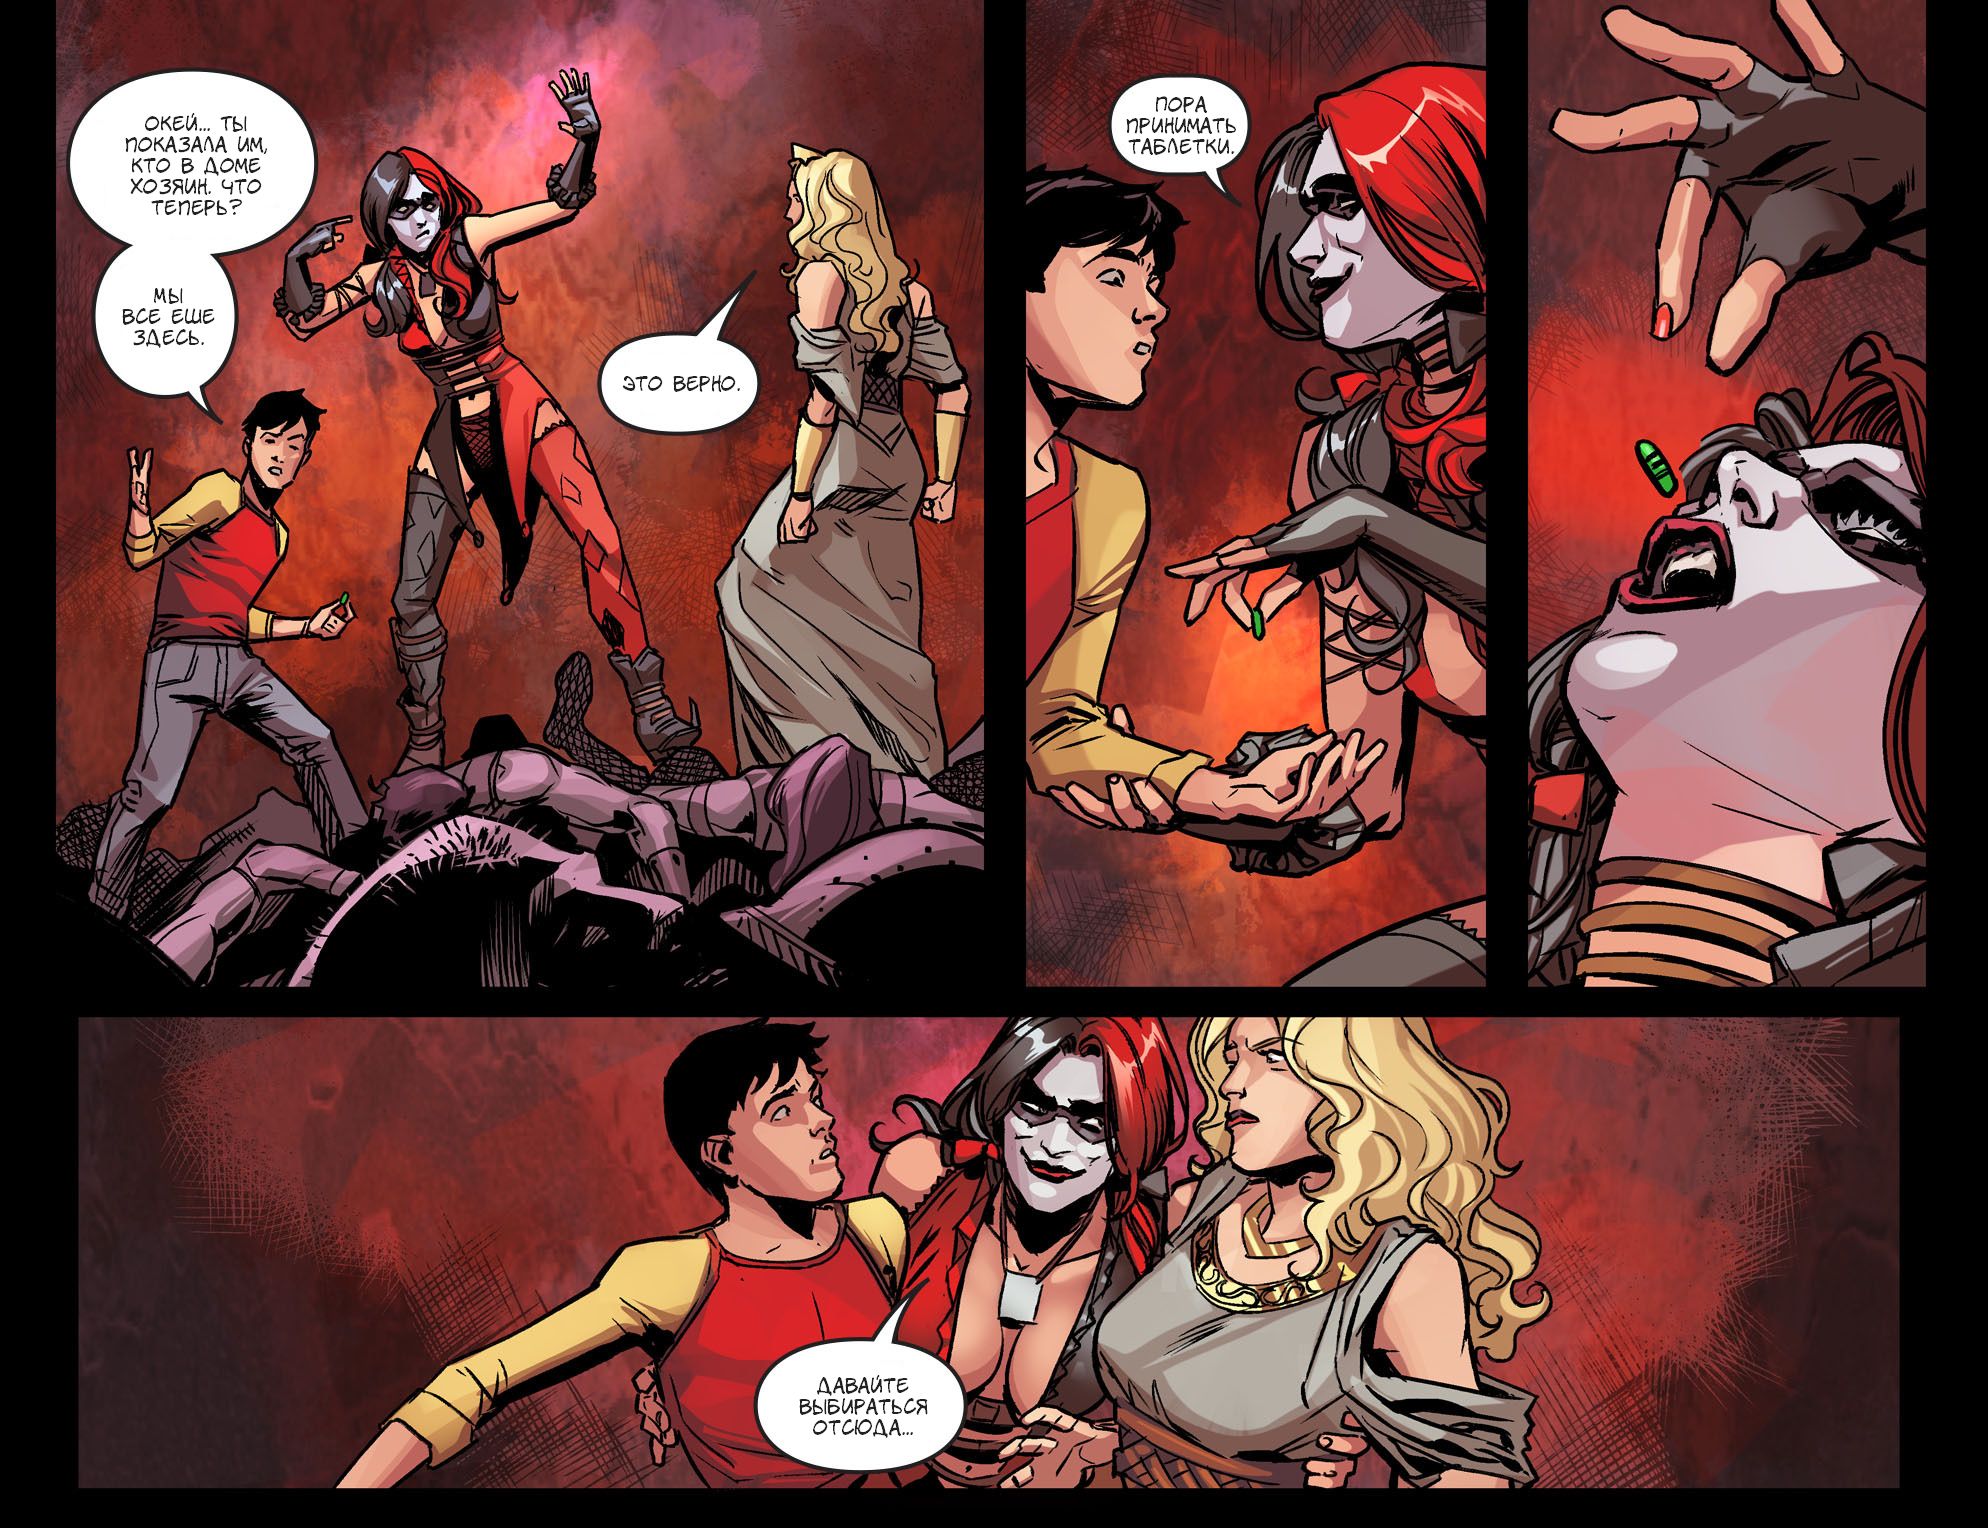 ОКЕЙ... ТЫ
ПОКАЗАЛА ИМ,
КТО В ДОМЕ
ХОЗЯИН. ЧТО
ТЕПЕРЬ?
МЫ
ВСЕ ЕШЕ
ЗДЕСЬ.
ЭТО ВЕРНО.
ПОРА
ПРИНИМАТЬ
ТАБЛЕТКИ.
ДАВАЙТЕ
ВЫБИРАТЬСЯ
ОТСЮДА...